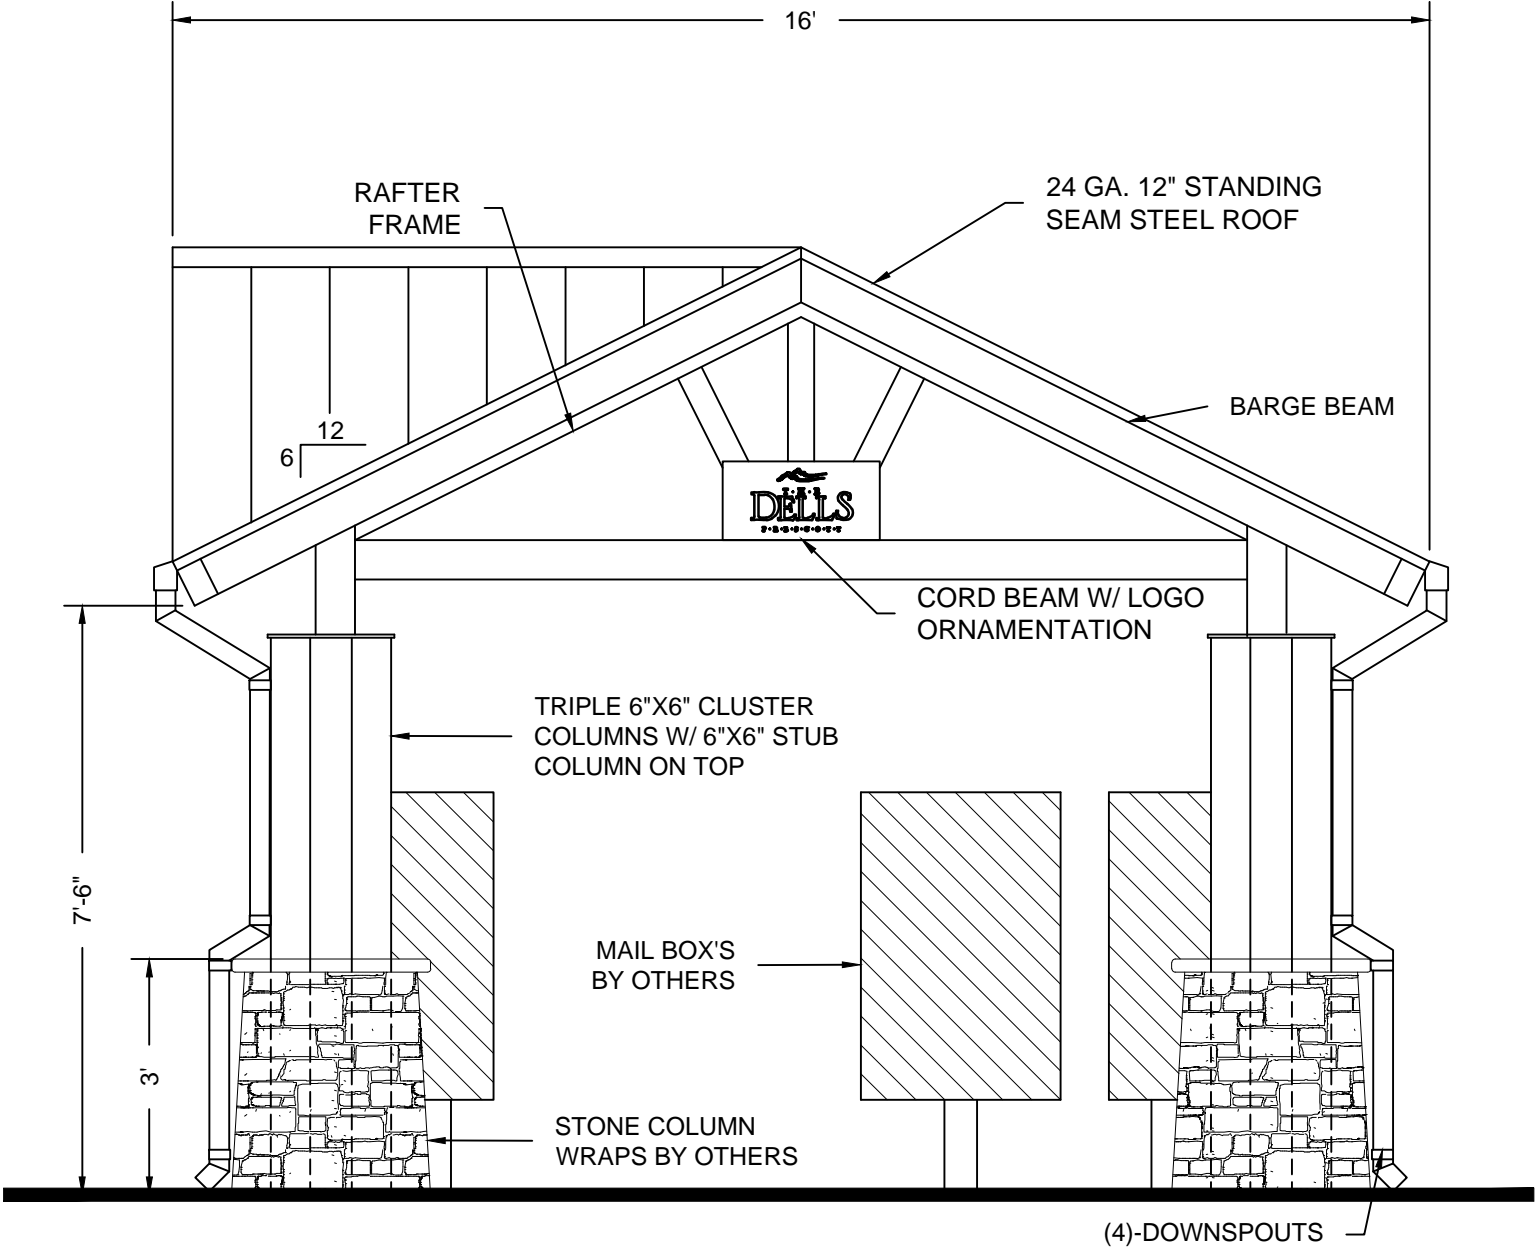 16'
RAFTER
FRAME
24 GA. 12" STANDING
SEAM STEEL ROOF
12
6
BARGE BEAM
THE
DELLS
PRESCOTT
CORD BEAM W/ LOGO
ORNAMENTATION
TRIPLE 6"X6" CLUSTER
COLUMNS W/ 6"X6" STUB
COLUMN ON TOP
7'-6"
MAIL BOX'S
BY OTHERS
3'
STONE COLUMN
WRAPS BY OTHERS
(4)-DOWNSPOUTS